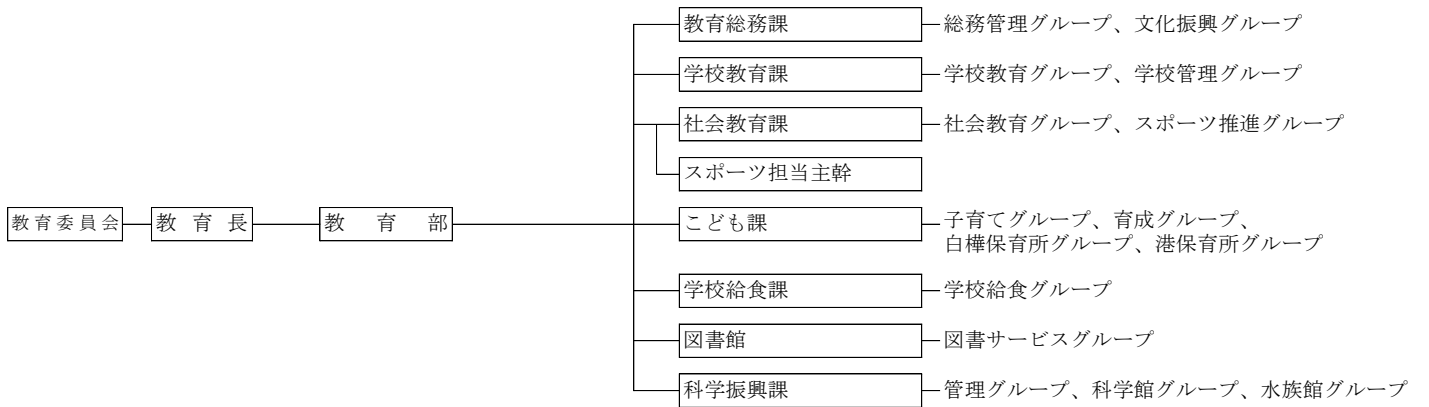 教育総務課 総務管理グループ、文化振興グループ
学校教育課 学校教育グループ、学校管理グループ
社会教育課 社会教育グループ、スポーツ推進グループ
スポーツ担当主幹
教育委員会 教育長 教育部 こども課 子育てグループ、育成グループ、
白樺保育所グループ、港保育所グループ
学校給食課 学校給食グループ
図書館 図書サービスグループ
科学振興課 管理グループ、科学館グループ、水族館グループ